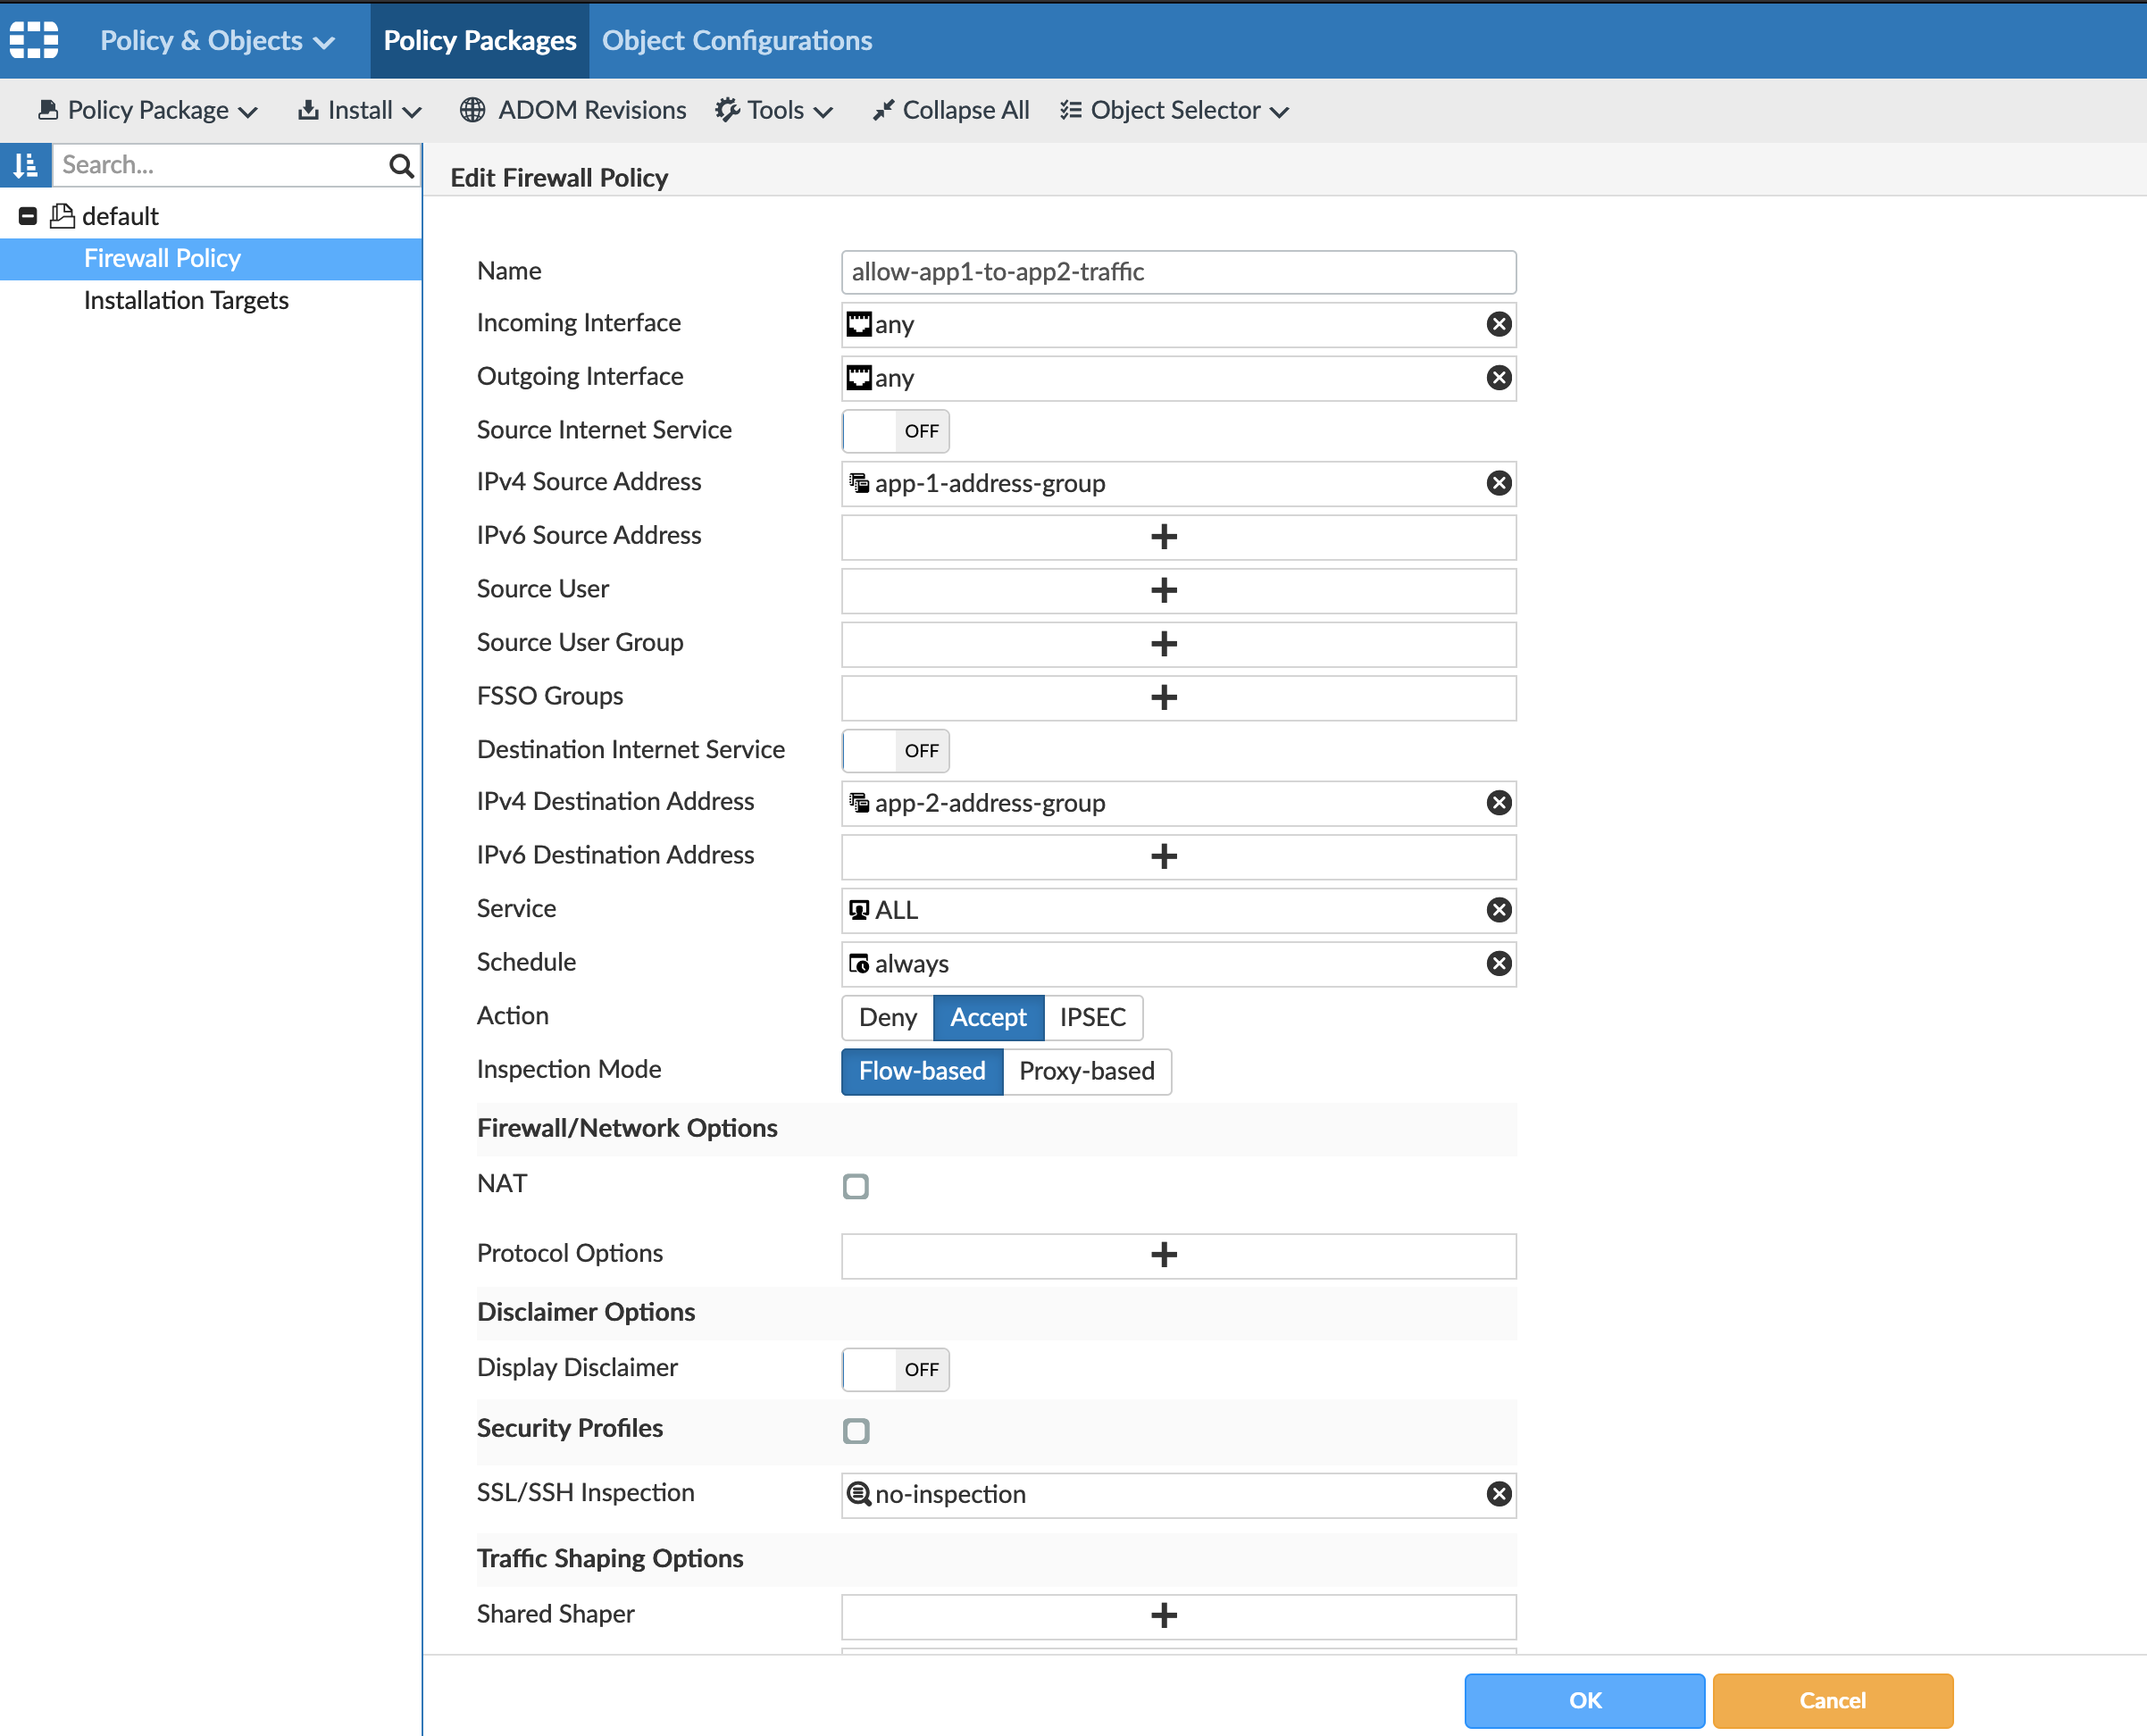 Policy & Objects Policy Packages Object Configurations
Policy Package Install ADOM Revisions Tools Collapse All Object Selector
Search...
default
Firewall Policy
Installation Targets
Edit Firewall Policy
Name allow-app1-to-app2-traffic
Incoming Interface any
Outgoing Interface any
Source Internet Service OFF
IPv4 Source Address app-1-address-group
IPv6 Source Address
Source User
Source User Group
FSSO Groups
Destination Internet Service OFF
IPv4 Destination Address app-2-address-group
IPv6 Destination Address
Service ALL
Schedule always
Action Deny Accept IPSEC
Inspection Mode Flow-based Proxy-based
Firewall/Network Options
NAT
Protocol Options
Disclaimer Options
Display Disclaimer OFF
Security Profiles
SSL/SSH Inspection no-inspection
Traffic Shaping Options
Shared Shaper
OK Cancel